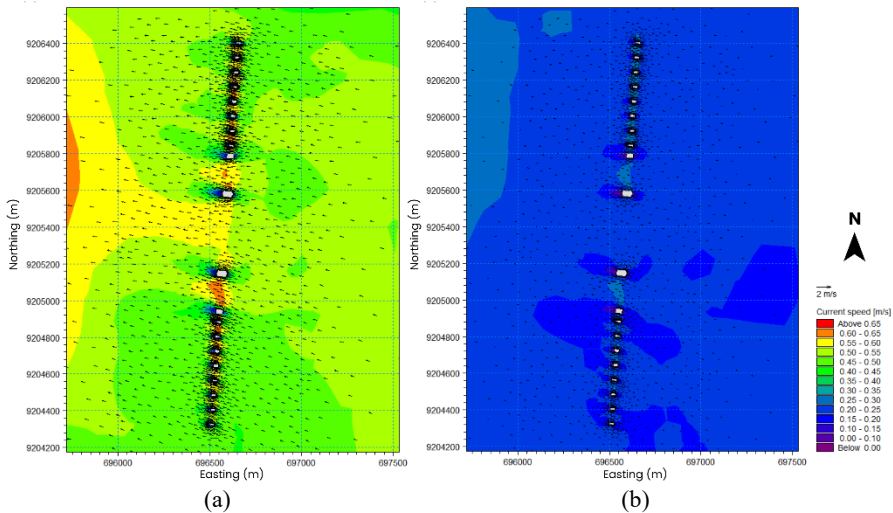 9206400
9206200
9206000
9205800
9205600
9205400
9205200
9205000
9204800
9204600
9204400
9204200
Northing (m)
696000 696500 697000 697500
Easting (m)
(a)
9206400
9206200
9206000
9205800
9205600
9205400
9205200
9205000
9204800
9204600
9204400
9204200
Northing (m)
696000 696500 697000 697500
Easting (m)
(b)
N
2 m/s
Current speed [m/s]
Above 0.65
0.60 - 0.65
0.55 - 0.60
0.50 - 0.55
0.45 - 0.50
0.40 - 0.45
0.35 - 0.40
0.30 - 0.35
0.25 - 0.30
0.20 - 0.25
0.15 - 0.20
0.10 - 0.15
0.00 - 0.10
Below 0.00